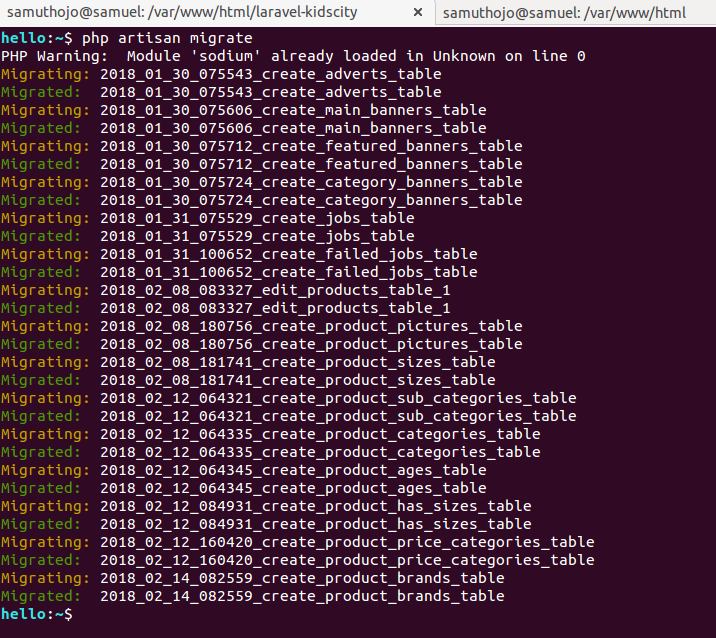 samuthojo@samuel: /var/www/html/laravel-kidscity × samuthojo@samuel: /var/www/html
hello:~$ php artisan migrate
PHP Warning:  Module 'sodium' already loaded in Unknown on line 0
Migrating: 2018_01_30_075543_create_adverts_table
Migrated:  2018_01_30_075543_create_adverts_table
Migrating: 2018_01_30_075606_create_main_banners_table
Migrated:  2018_01_30_075606_create_main_banners_table
Migrating: 2018_01_30_075712_create_featured_banners_table
Migrated:  2018_01_30_075712_create_featured_banners_table
Migrating: 2018_01_30_075724_create_category_banners_table
Migrated:  2018_01_30_075724_create_category_banners_table
Migrating: 2018_01_31_075529_create_jobs_table
Migrated:  2018_01_31_075529_create_jobs_table
Migrating: 2018_01_31_100652_create_failed_jobs_table
Migrated:  2018_01_31_100652_create_failed_jobs_table
Migrating: 2018_02_08_083327_edit_products_table_1
Migrated:  2018_02_08_083327_edit_products_table_1
Migrating: 2018_02_08_180756_create_product_pictures_table
Migrated:  2018_02_08_180756_create_product_pictures_table
Migrating: 2018_02_08_181741_create_product_sizes_table
Migrated:  2018_02_08_181741_create_product_sizes_table
Migrating: 2018_02_12_064321_create_product_sub_categories_table
Migrated:  2018_02_12_064321_create_product_sub_categories_table
Migrating: 2018_02_12_064335_create_product_categories_table
Migrated:  2018_02_12_064335_create_product_categories_table
Migrating: 2018_02_12_064345_create_product_ages_table
Migrated:  2018_02_12_064345_create_product_ages_table
Migrating: 2018_02_12_084931_create_product_has_sizes_table
Migrated:  2018_02_12_084931_create_product_has_sizes_table
Migrating: 2018_02_12_160420_create_product_price_categories_table
Migrated:  2018_02_12_160420_create_product_price_categories_table
Migrating: 2018_02_14_082559_create_product_brands_table
Migrated:  2018_02_14_082559_create_product_brands_table
hello:~$